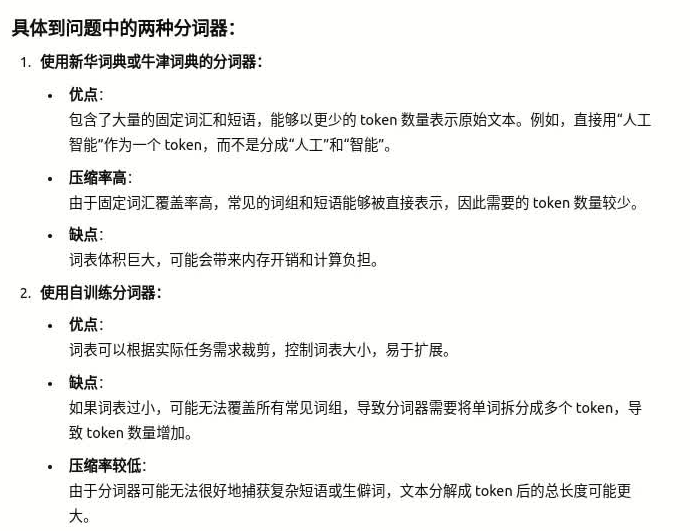 具体到问题中的两种分词器：
1. 使用新华词典或牛津词典的分词器：
• 优点：
包含了大量的固定词汇和短语，能够以更少的 token 数量表示原始文本。例如，直接用“人工
智能”作为一个 token，而不是分成“人工”和“智能”。
• 压缩率高：
由于固定词汇覆盖率高，常见的词组和短语能够被直接表示，因此需要的 token 数量较少。
• 缺点：
词表体积巨大，可能会带来内存开销和计算负担。
2. 使用自训练分词器：
• 优点：
词表可以根据实际任务需求裁剪，控制词表大小，易于扩展。
• 缺点：
如果词表过小，可能无法覆盖所有常见词组，导致分词器需要将单词拆分成多个 token，导
致 token 数量增加。
• 压缩率较低：
由于分词器可能无法很好地捕获复杂短语或生僻词，文本分解成 token 后的总长度可能更
大。